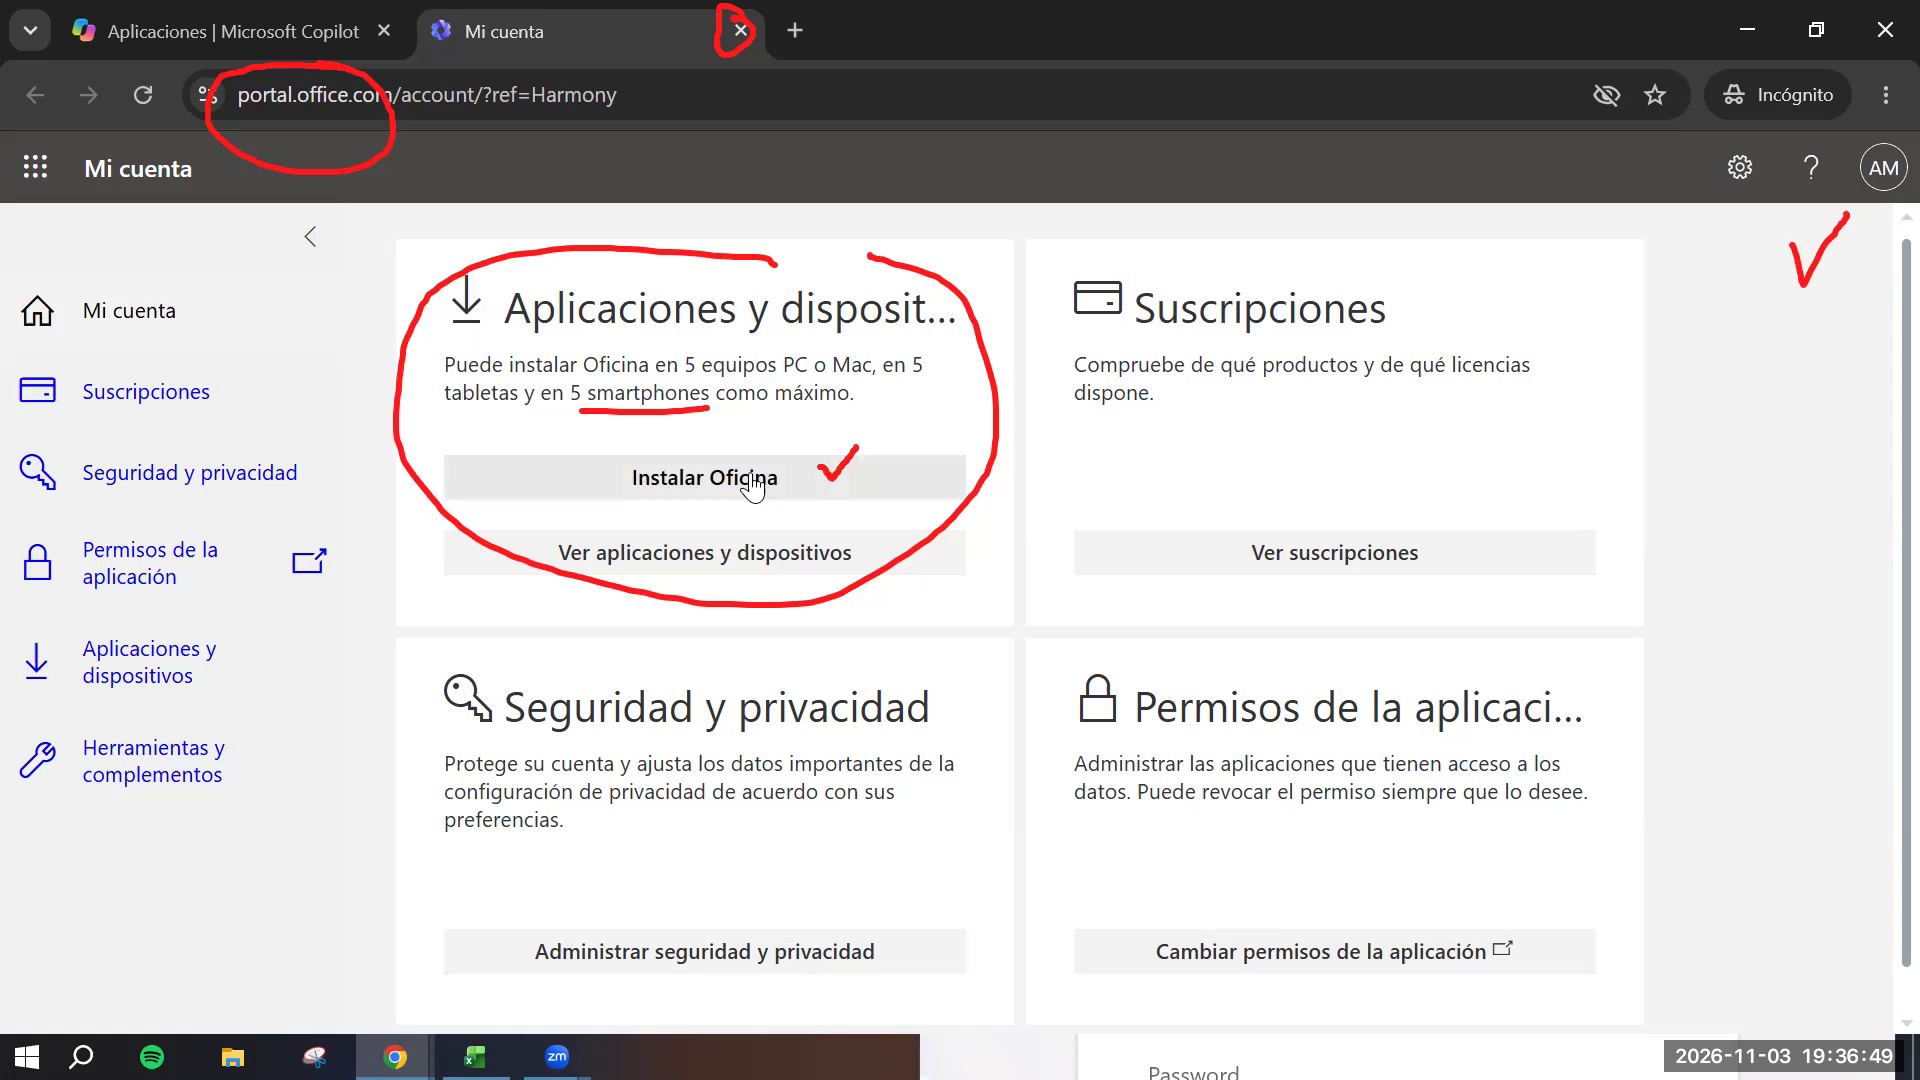 Aplicaciones | Microsoft Copilot
Mi cuenta
portal.office.com/account/?ref=Harmony
Incógnito
Mi cuenta
AM
Mi cuenta
Suscripciones
Seguridad y privacidad
Permisos de la
aplicación
Aplicaciones y
dispositivos
Herramientas y
complementos
Aplicaciones y disposit...
Puede instalar Oficina en 5 equipos PC o Mac, en 5
tabletas y en 5 smartphones como máximo.
Instalar Oficina
Ver aplicaciones y dispositivos
Suscripciones
Compruebe de qué productos y de qué licencias
dispone.
Ver suscripciones
Seguridad y privacidad
Protege su cuenta y ajusta los datos importantes de la
configuración de privacidad de acuerdo con sus
preferencias.
Administrar seguridad y privacidad
Permisos de la aplicaci...
Administrar las aplicaciones que tienen acceso a los
datos. Puede revocar el permiso siempre que lo desee.
Cambiar permisos de la aplicación
zm
Password
2026-11-03 19:36:49